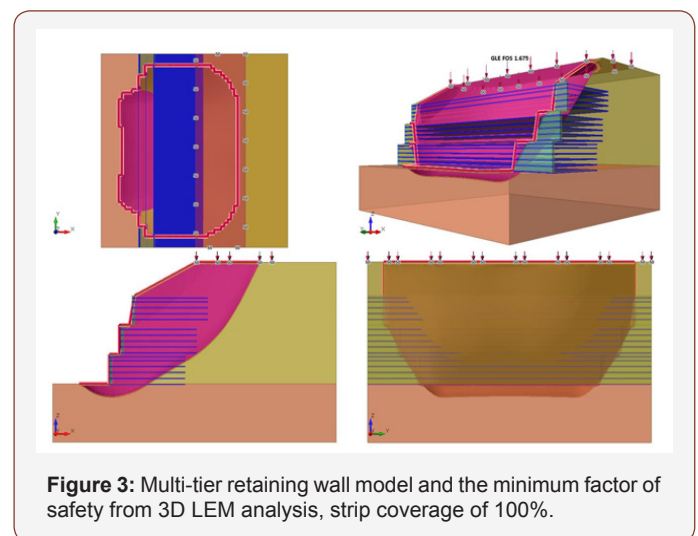 GLE FOS 1.675
Y
X
Z
Y
X
Z
X
Z
Y
Figure 3: Multi-tier retaining wall model and the minimum factor of
safety from 3D LEM analysis, strip coverage of 100%.